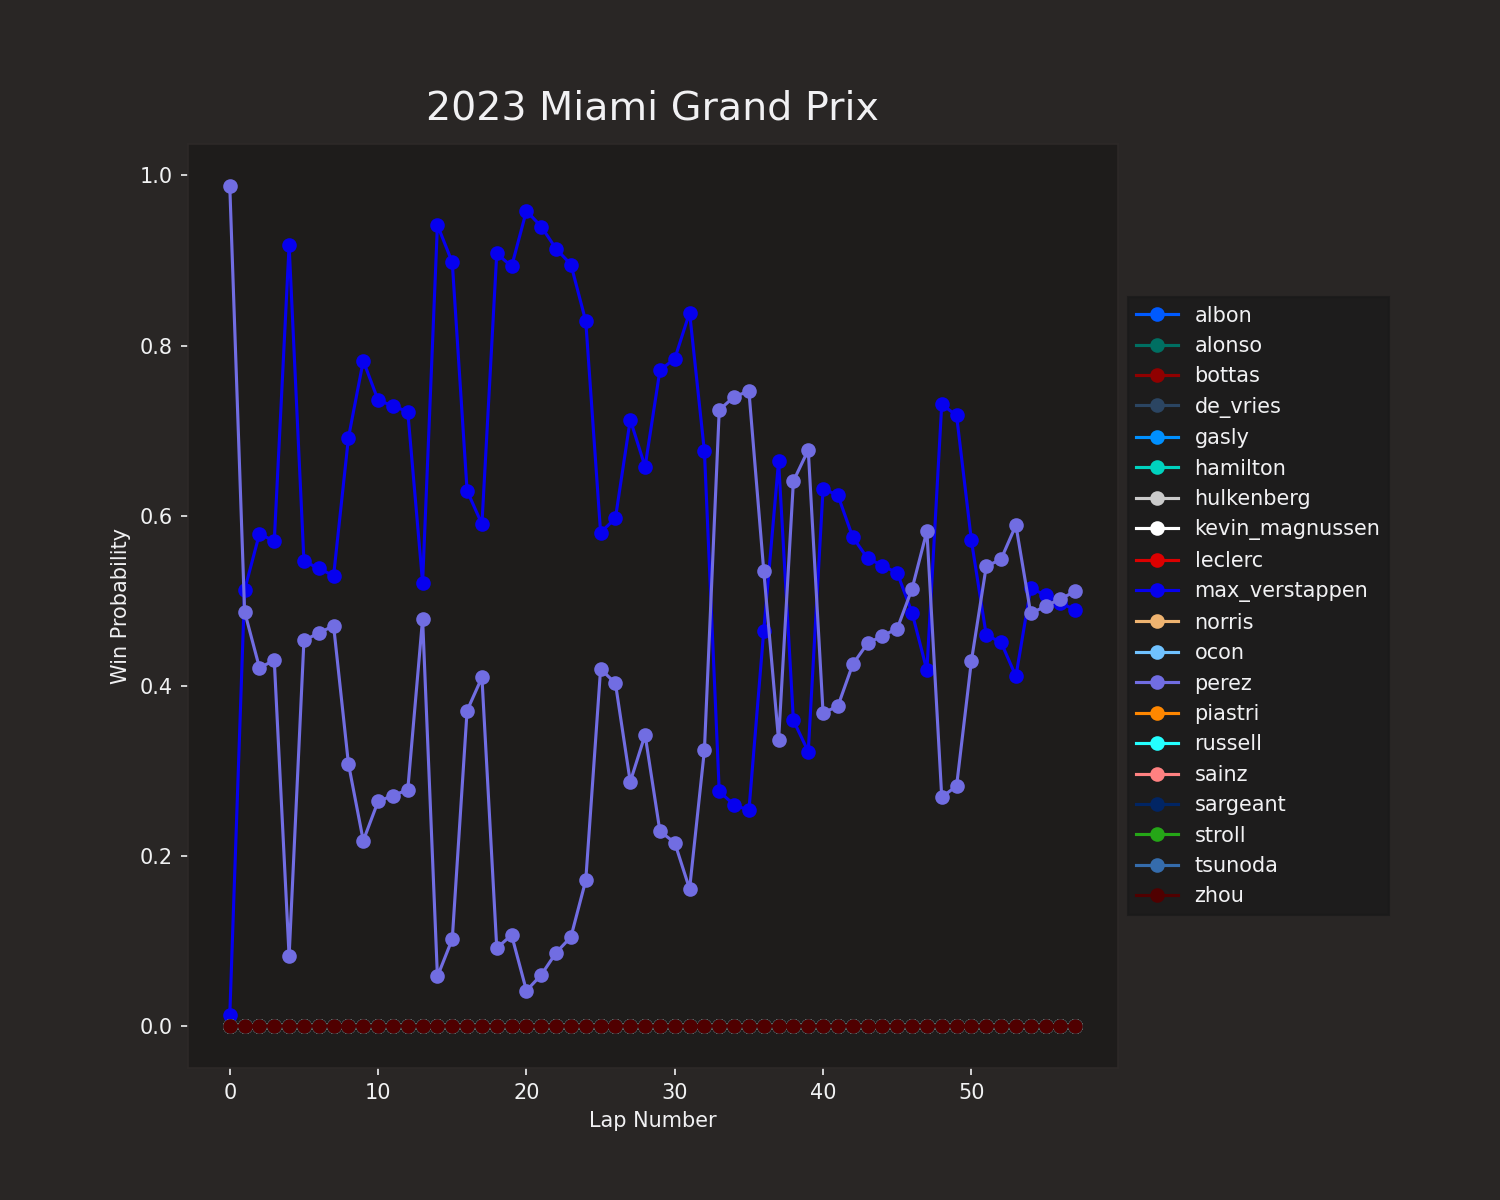 2023 Miami Grand Prix
1.0
0.8
0.6
0.4
0.2
0.0
Win Probability
0 10 20 30 40 50
Lap Number
albon
alonso
bottas
de_vries
gasly
hamilton
hulkenberg
kevin_magnussen
leclerc
max_verstappen
norris
ocon
perez
piastri
russell
sainz
sargeant
stroll
tsunoda
zhou